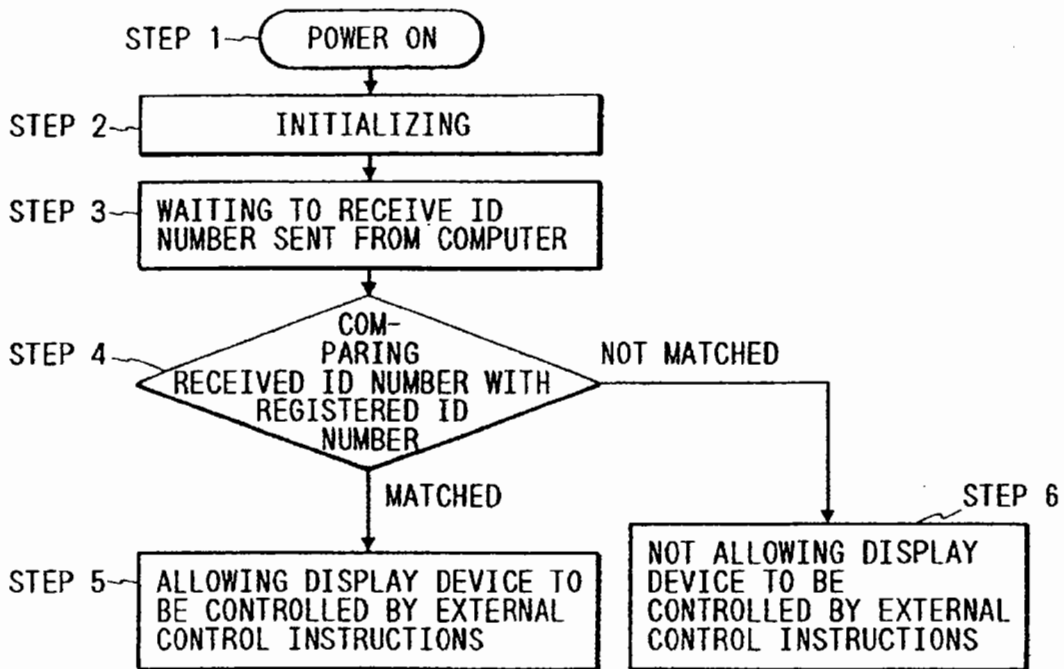 STEP 1
POWER ON
STEP 2
INITIALIZING
STEP 3
WAITING TO RECEIVE ID
NUMBER SENT FROM COMPUTER
STEP 4
COM-
PARING
RECEIVED ID NUMBER WITH
REGISTERED ID
NUMBER
NOT MATCHED
MATCHED
STEP 5
ALLOWING DISPLAY DEVICE TO
BE CONTROLLED BY EXTERNAL
CONTROL INSTRUCTIONS
STEP 6
NOT ALLOWING DISPLAY
DEVICE TO BE
CONTROLLED BY EXTERNAL
CONTROL INSTRUCTIONS